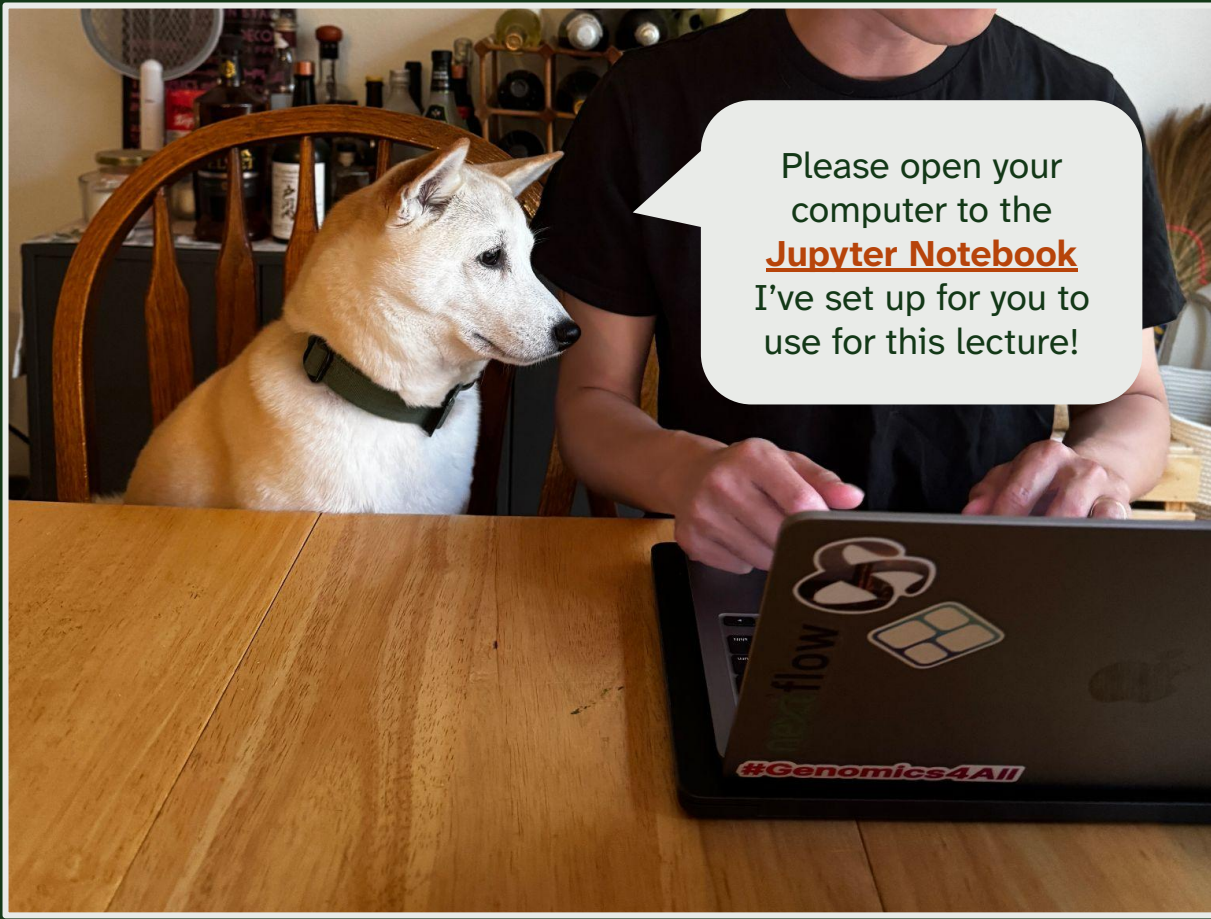 Please open your
computer to the
Jupyter Notebook
I’ve set up for you to
use for this lecture!
nextflow
#Genomics4All